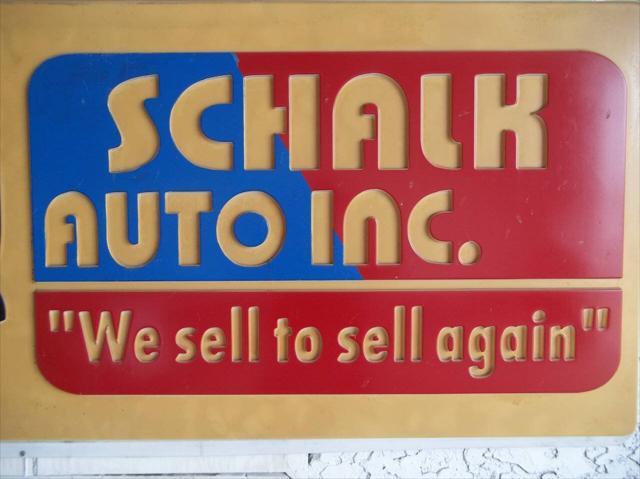 SCHALK
AUTO INC.
"We sell to sell again"